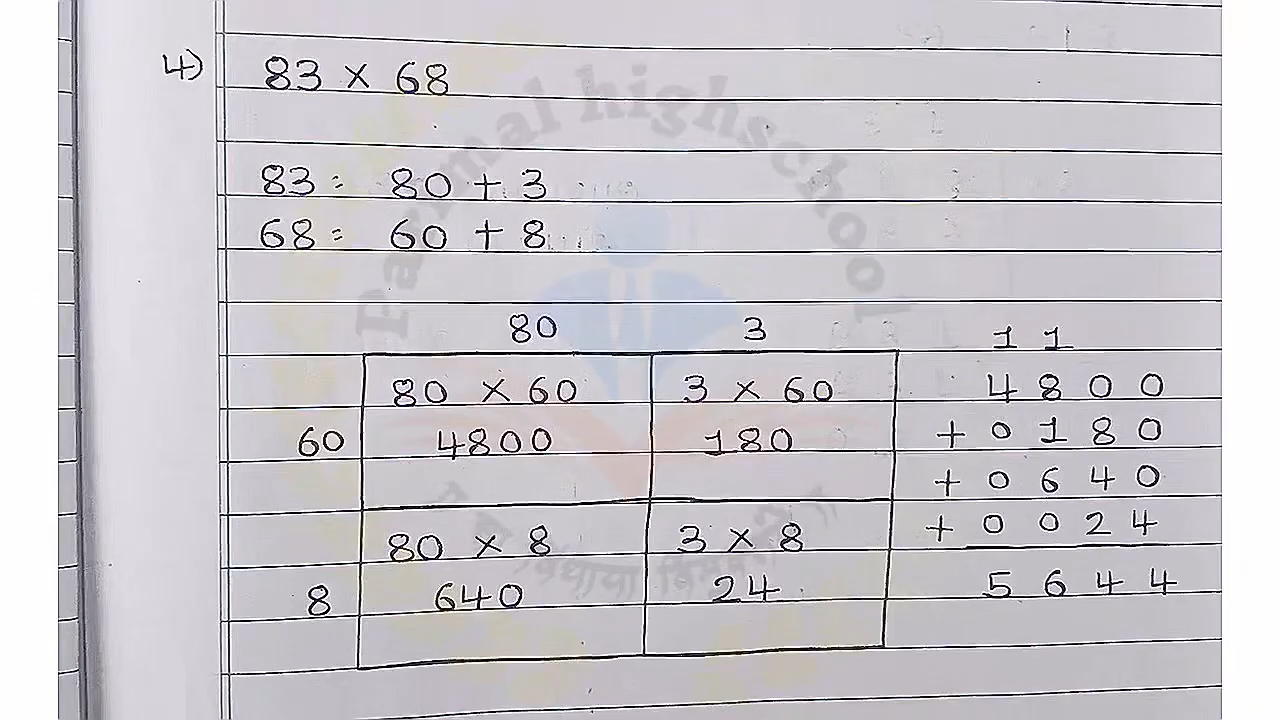 4) 83 × 68
83 = 80 + 3
68 = 60 + 8
80 3
80 × 60 3 × 60
60 4800 180
80 × 8 3 × 8
8 640 24
1 1
4 8 0 0
+ 0 1 8 0
+ 0 6 4 0
+ 0 0 2 4
5 6 4 4
Parmal highschool